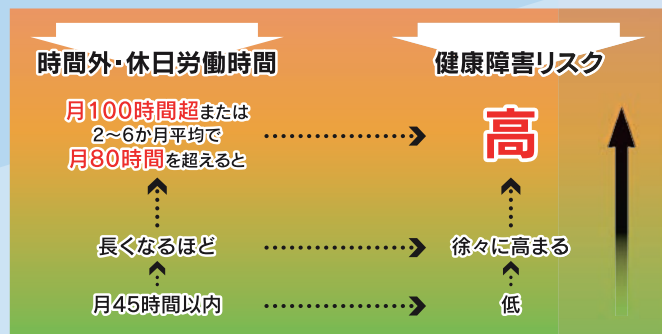 時間外・休日労働時間
健康障害リスク
月100時間超または
2～6か月平均で
月80時間を超えると
高
長くなるほど
徐々に高まる
月45時間以内
低